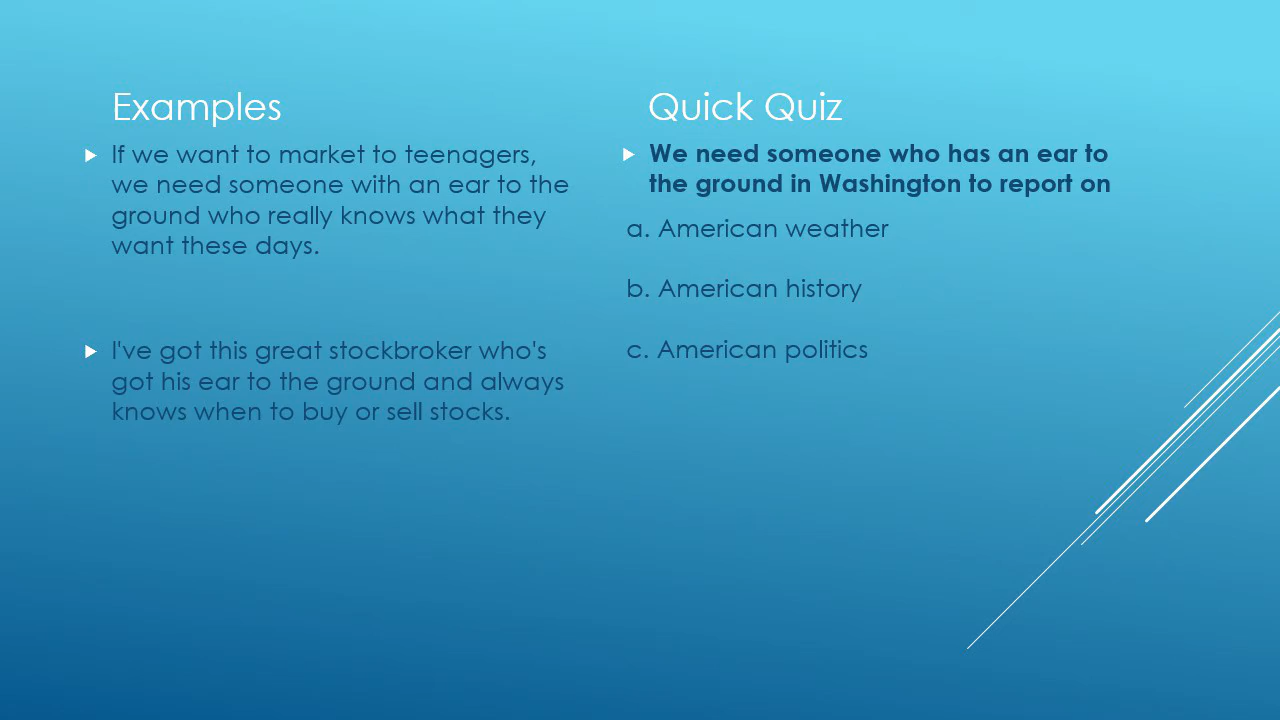 Examples
If we want to market to teenagers,
we need someone with an ear to the
ground who really knows what they
want these days.
I've got this great stockbroker who's
got his ear to the ground and always
knows when to buy or sell stocks.
Quick Quiz
We need someone who has an ear to
the ground in Washington to report on
a. American weather
b. American history
c. American politics